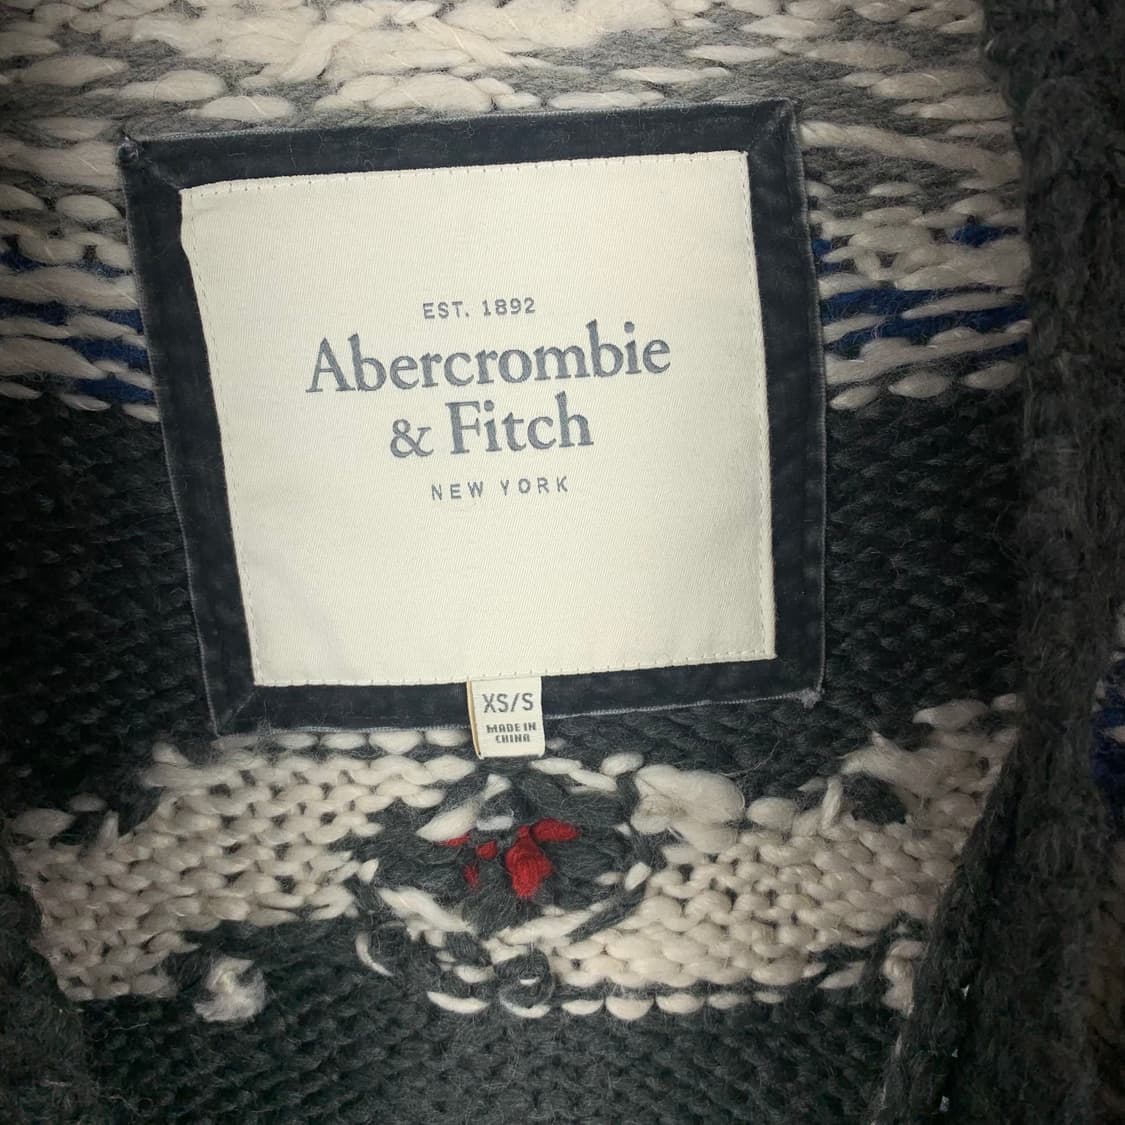 EST. 1892
Abercrombie
& Fitch
NEW YORK
XS/S
MADE IN
CHINA